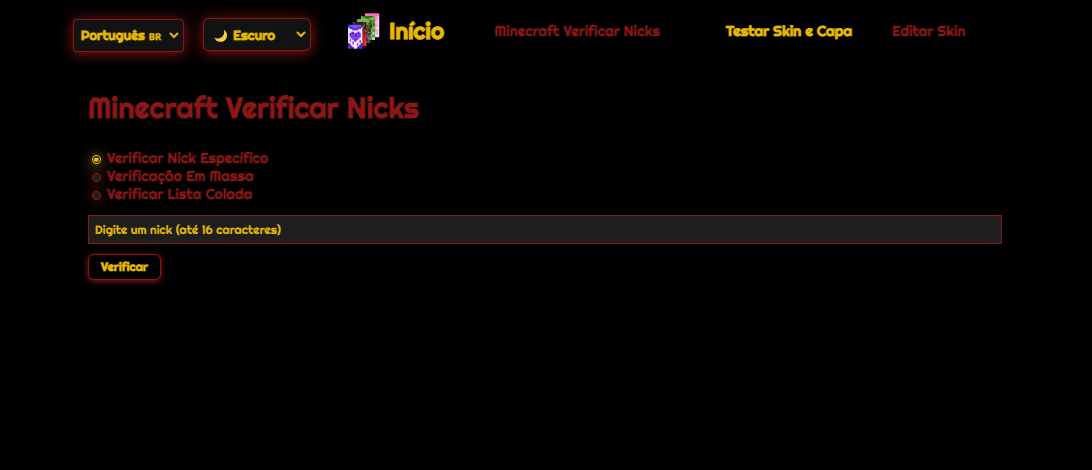 Português BR
🌙 Escuro
Início
Minecraft Verificar Nicks
Testar Skin e Capa
Editar Skin
Minecraft Verificar Nicks
Verificar Nick Específico
Verificação Em Massa
Verificar Lista Colada
Digite um nick (até 16 caracteres)
Verificar